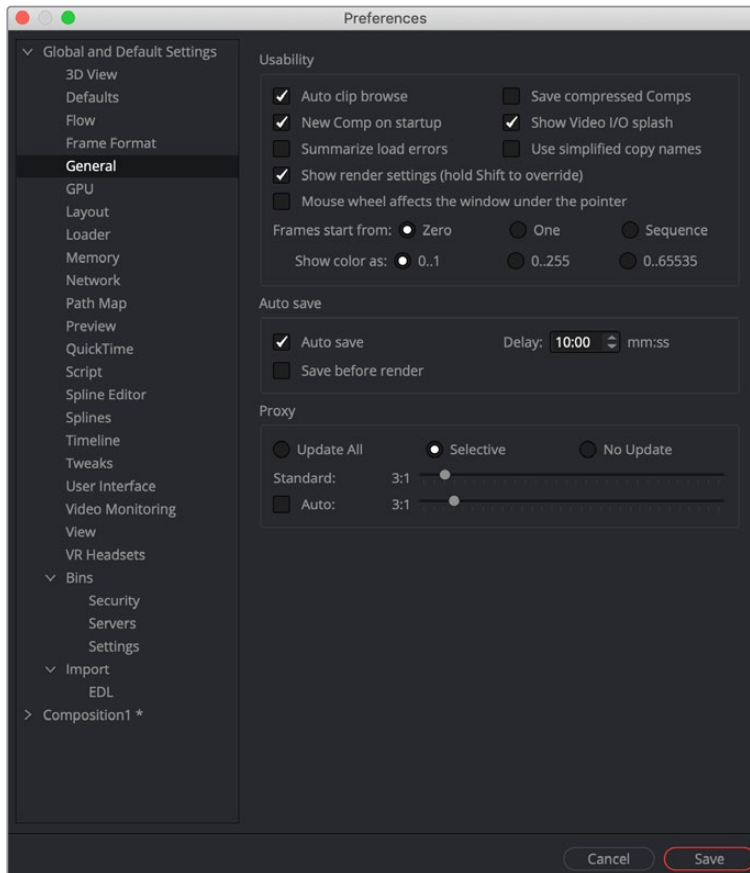 Preferences
Global and Default Settings
3D View
Defaults
Flow
Frame Format
General
GPU
Layout
Loader
Memory
Network
Path Map
Preview
QuickTime
Script
Spline Editor
Splines
Timeline
Tweaks
User Interface
Video Monitoring
View
VR Headsets
Bins
Security
Servers
Settings
Import
EDL
Composition1 *
Usability
Auto clip browse Save compressed Comps
New Comp on startup Show Video I/O splash
Summarize load errors Use simplified copy names
Show render settings (hold Shift to override)
Mouse wheel affects the window under the pointer
Frames start from: Zero One Sequence
Show color as: 0..1 0..255 0..65535
Auto save
Auto save Delay: 10:00 mm:ss
Save before render
Proxy
Update All Selective No Update
Standard: 3:1
Auto: 3:1
Cancel Save